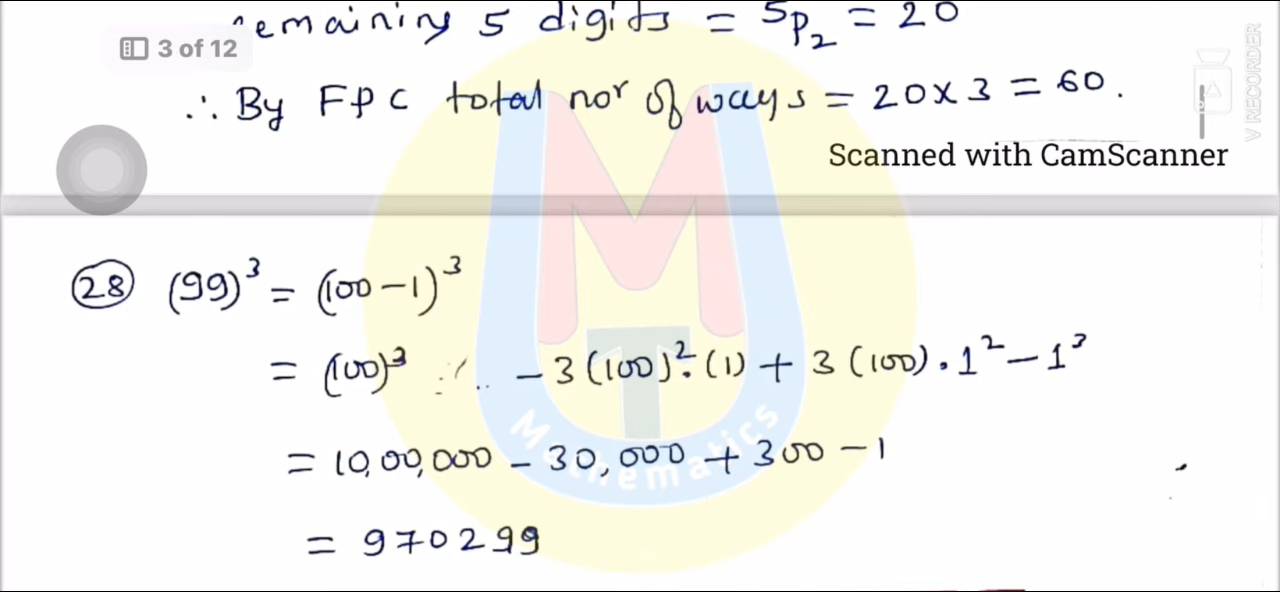 remaining 5 digits = 5p₂ = 20
3 of 12
∴ By FPC total nor of ways = 20×3 = 60.
V RECORDER
Scanned with CamScanner
(28) (99)³ = (100-1)³
= (100)³ - 3(100)².(1) + 3(100).1² - 1³
= 10,00,000 - 30,000 + 300 - 1
= 970299
MUT
Mathematics